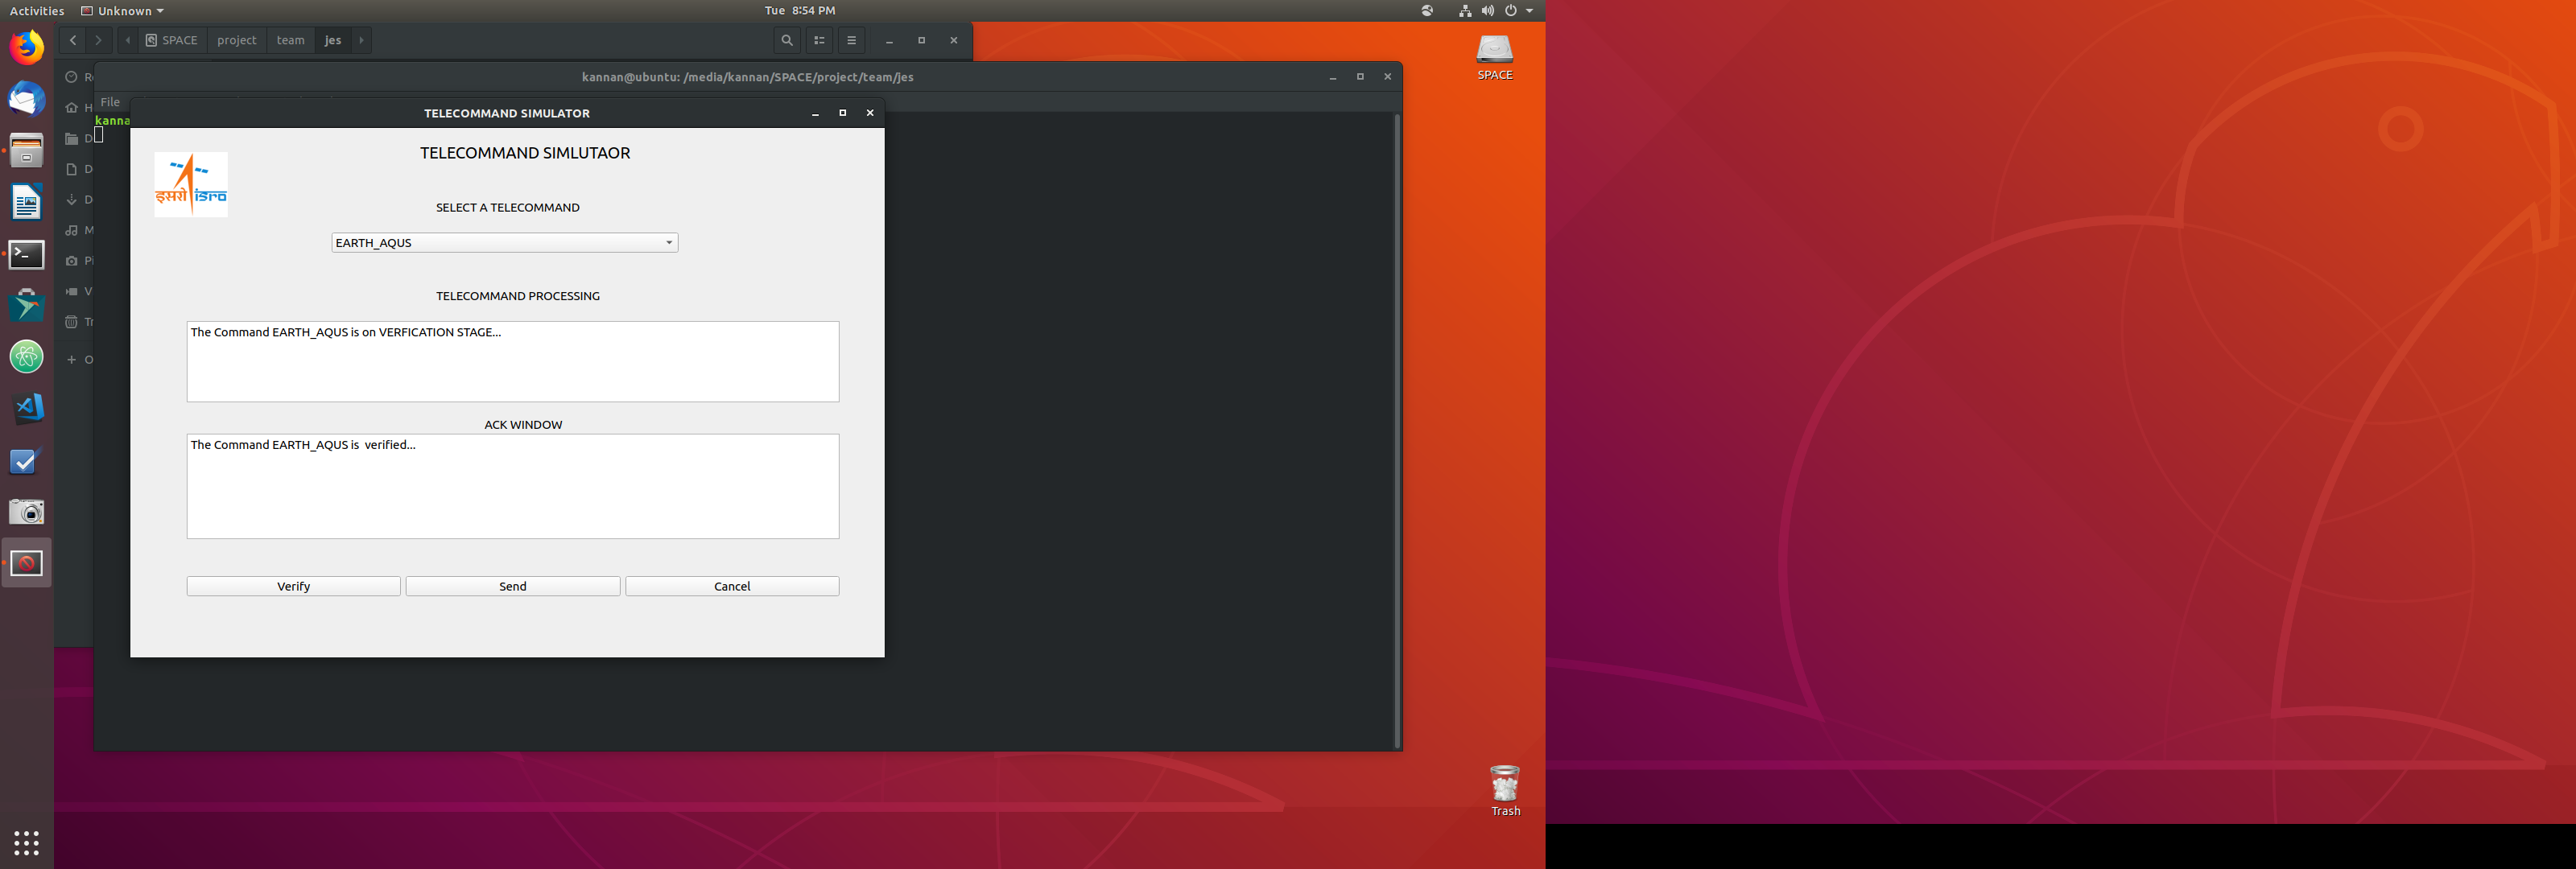 Activities Unknown Tue 8:54 PM
SPACE project team jes
SPACE
kannan@ubuntu: /media/kannan/SPACE/project/team/jes
File
kanna
TELECOMMAND SIMULATOR
TELECOMMAND SIMLUTAOR
इसरो isro
SELECT A TELECOMMAND
EARTH_AQUS
TELECOMMAND PROCESSING
The Command EARTH_AQUS is on VERFICATION STAGE...
ACK WINDOW
The Command EARTH_AQUS is  verified...
Verify Send Cancel
Trash